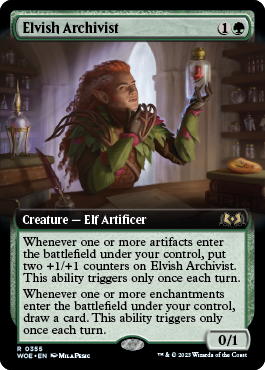 Elvish Archivist 1
Creature — Elf Artificer
Whenever one or more artifacts enter
the battlefield under your control, put
two +1/+1 counters on Elvish Archivist.
This ability triggers only once each turn.
Whenever one or more enchantments
enter the battlefield under your control,
draw a card. This ability triggers only
once each turn.
0/1
R 0355
WOE • EN MILA PESIC
™ & © 2023 Wizards of the Coast